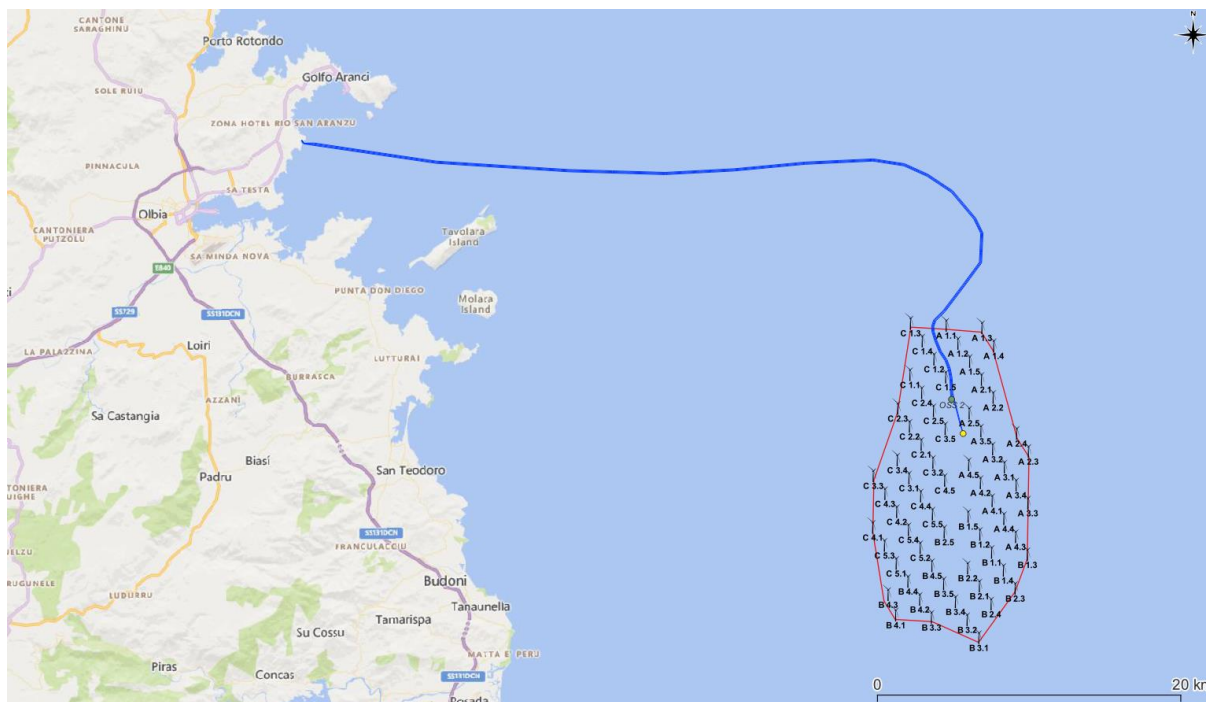 CANTONE
SARAGHINU
Porto Rotondo
N
Golfo Aranci
SOLE RUIU
ZONA HOTEL RIO SAN ARANZU
PINNACULA
SA TESTA
Olbia
CANTONIERA
PUTZOLU
Tavolara
Island
SA MINDA NOVA
E840
PUNTA DON DIEGO
Molara
Island
SS729
SS131DCN
LA PALAZZINA
Loiri
LUTTURAI
BURRASCA
AZZANÌ
Sa Castangia
Biasì
Padru
San Teodoro
SS131DCN
FRANCULACCIU
Budoni
Tanaunella
LUDURRU
Tamarispa
Su Cossu
MATTA E PERU
Piras
Concas
SS131DCN
Posada
C 1.3
A 1.1
A 1.3
C 1.4
A 1.2
A 1.4
C 1.2
A 1.5
C 1.1
C 1.5
A 2.1
C 2.4
OSS 2
A 2.2
C 2.3
C 2.5
A 2.5
C 2.2
C 3.5
A 3.5
A 2.4
C 2.1
A 3.2
A 2.3
C 3.4
C 3.2
A 4.5
A 3.1
C 3.3
C 3.1
C 4.5
A 4.2
A 3.4
C 4.3
C 4.4
A 4.1
A 3.3
C 4.2
C 5.5
B 1.5
A 4.4
C 4.1
C 5.4
B 2.5
B 1.2
A 4.3
C 5.3
C 5.2
B 1.1
B 1.3
C 5.1
B 4.5
B 2.2
B 1.4
B 4.4
B 3.5
B 2.1
B 2.3
B 4.3
B 4.2
B 3.4
B 2.4
B 4.1
B 3.3
B 3.2
B 3.1
0
20 km